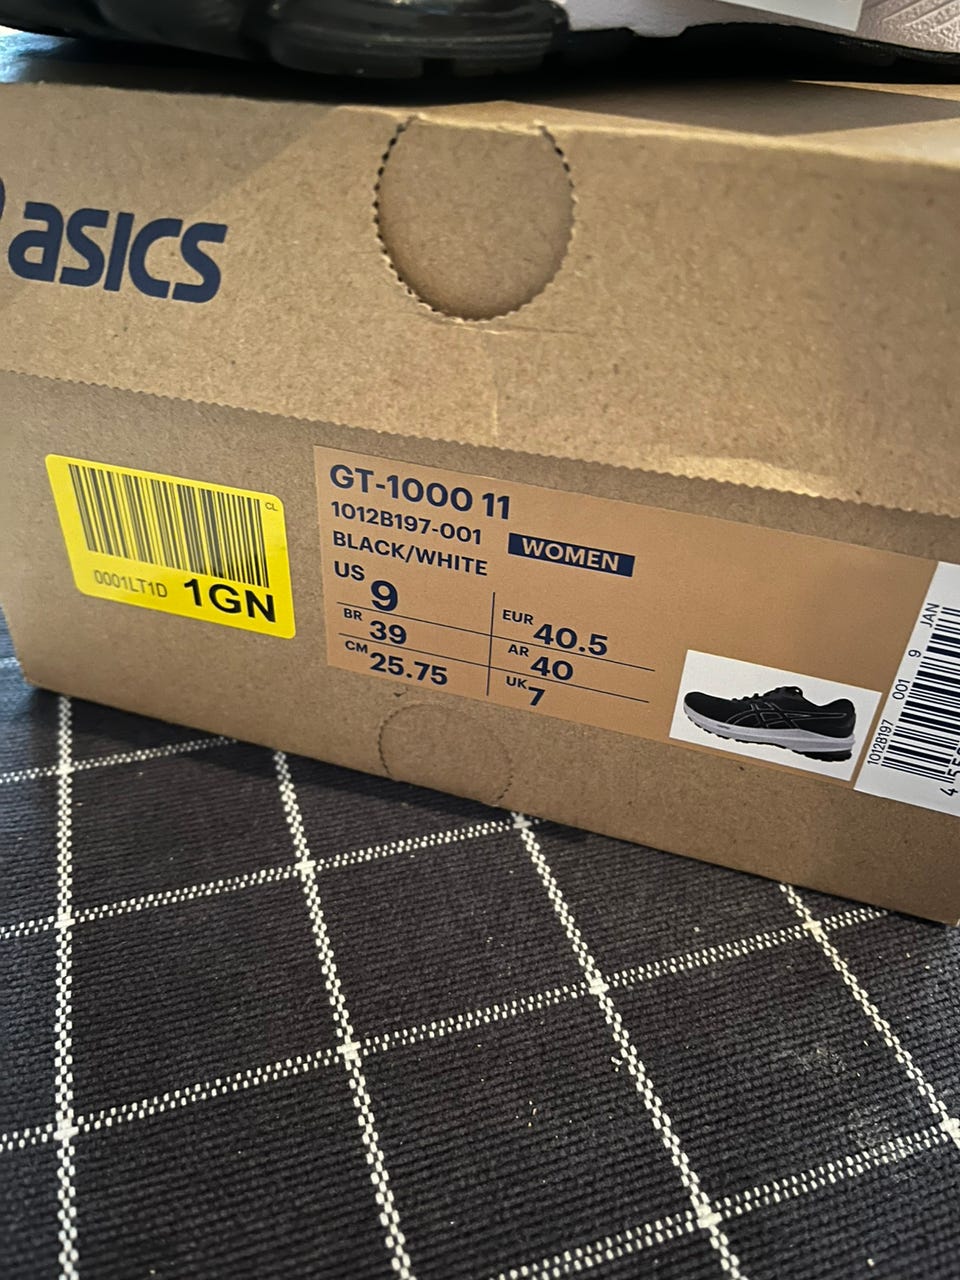 asics
CL
0001LT1D 1GN
GT-1000 11
1012B197-001
BLACK/WHITE
WOMEN
US 9
EUR 40.5
BR 39
AR 40
CM 25.75
UK 7
1012B197 001 9 JAN